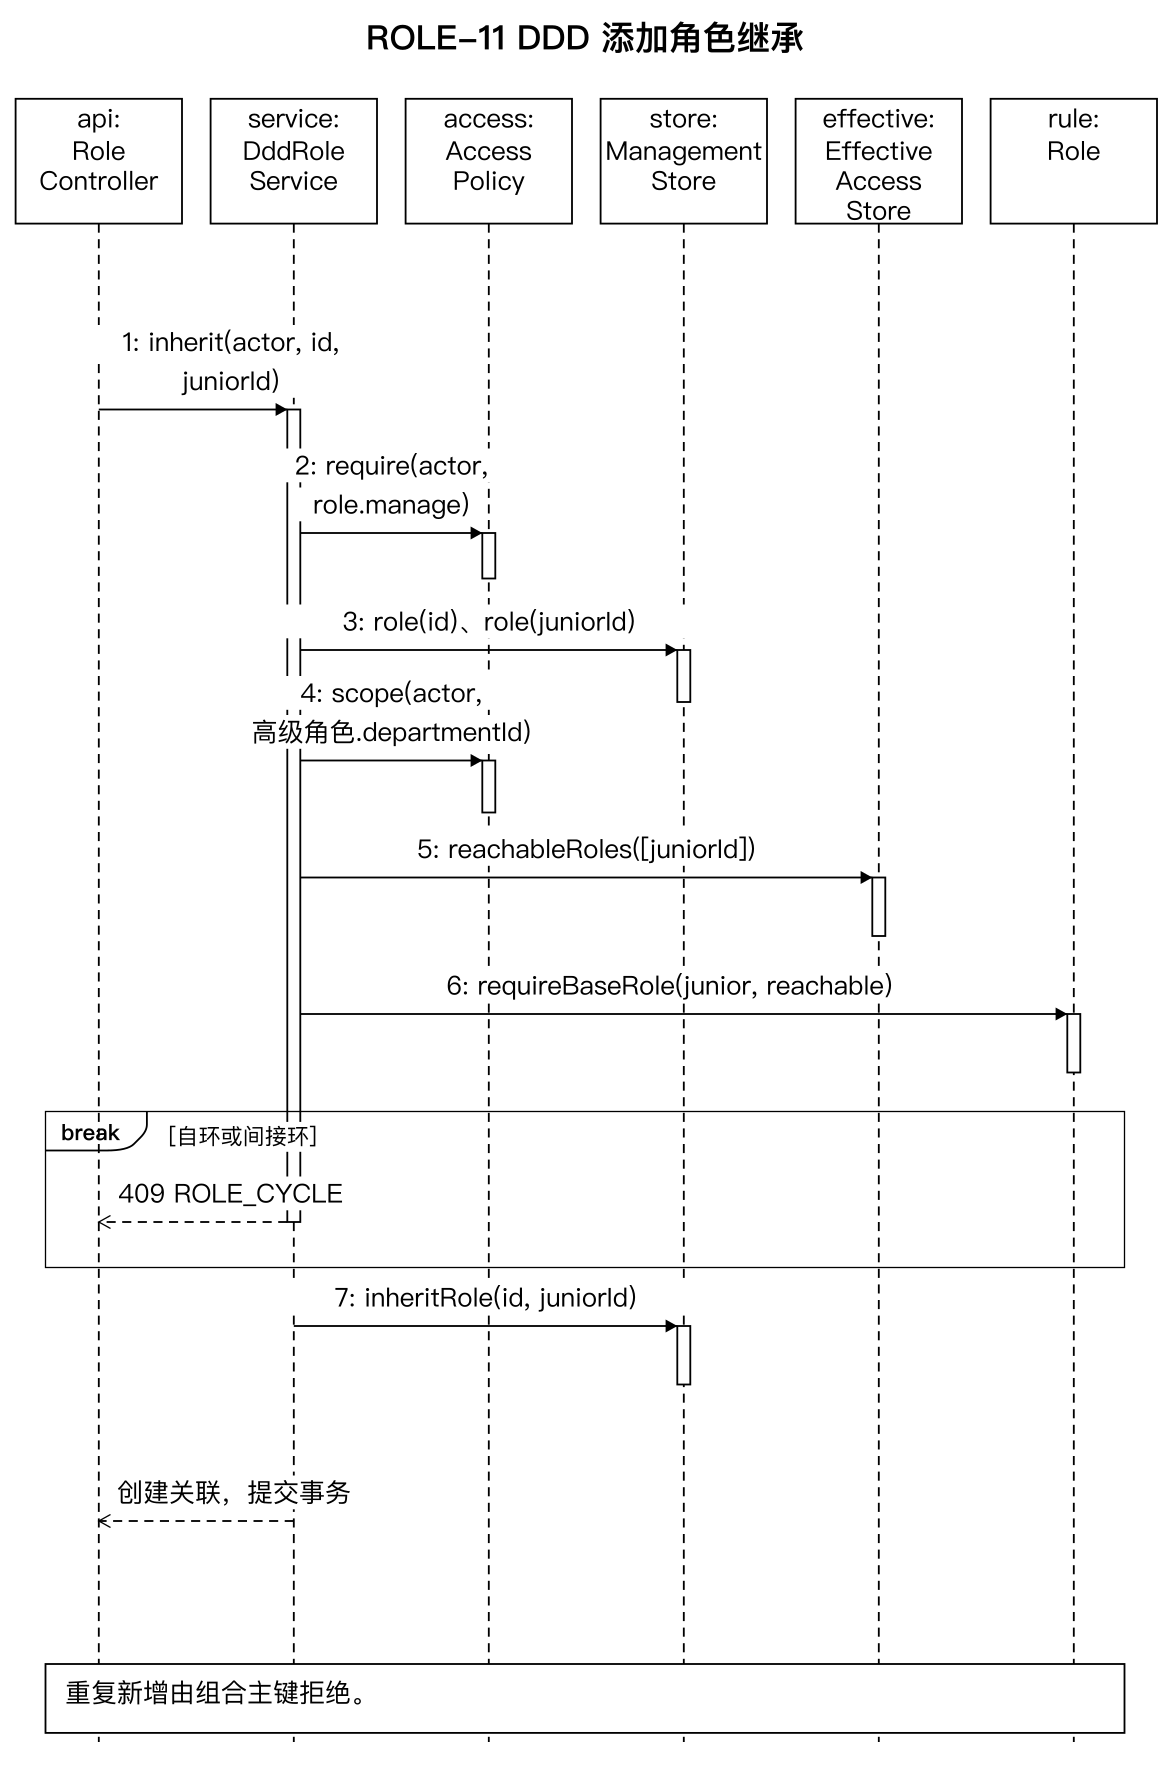 ROLE-11 DDD 添加角色继承
api:
Role
Controller
service:
DddRole
Service
access:
Access
Policy
store:
Management
Store
effective:
Effective
Access
Store
rule:
Role
1: inherit(actor, id,
juniorId)
2: require(actor,
role.manage)
3: role(id)、role(juniorId)
4: scope(actor,
高级角色.departmentId)
5: reachableRoles([juniorId])
6: requireBaseRole(junior, reachable)
break
[自环或间接环]
409 ROLE_CYCLE
7: inheritRole(id, juniorId)
创建关联，提交事务
重复新增由组合主键拒绝。